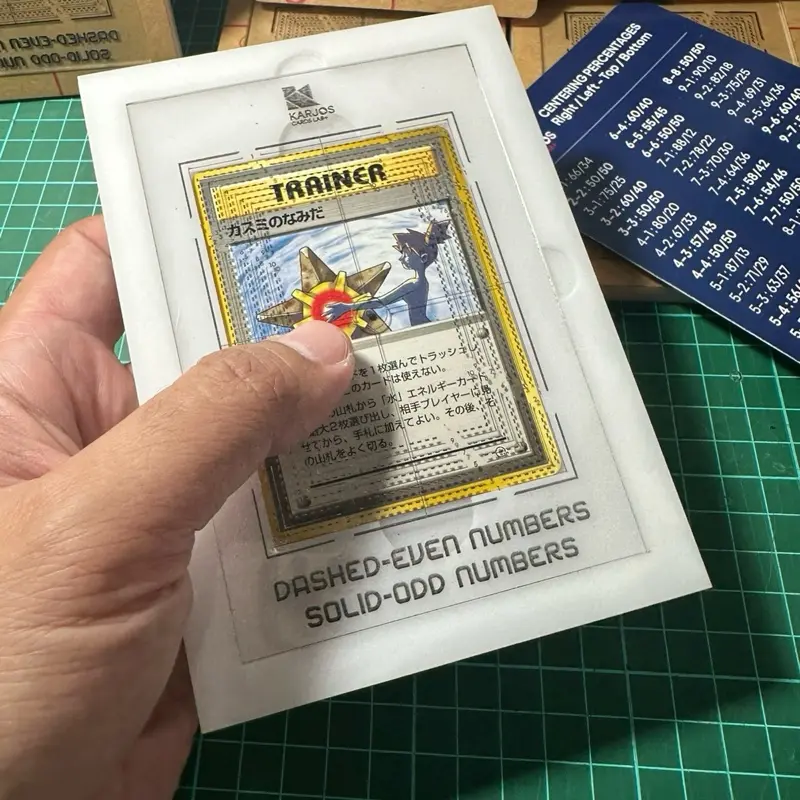 KARJOS
CARDS LAB
TRAINER
カスミのなみだ
ドを1枚選んでトラッシュし
のカードは使えない。
の山札から「水」エネルギーカード
大2枚選び出し、相手プレイヤーに見
せてから、手札に加えてよい。その後、そ
の山札をよく切る。
DASHED-EVEN NUMBERS
SOLID-ODD NUMBERS
CENTERING PERCENTAGES
Right / Left - Top / Bottom
2-2:50/50
3-1:75/25
3-2:60/40
3-3:50/50
4-1:80/20
4-2:67/33
4-3:57/43
4-4:50/50
5-1:87/13
5-2:71/29
5-3:63/37
6-4:60/40
6-5:55/45
6-6:50/50
7-1:88/12
7-2:78/22
7-3:70/30
7-4:64/36
7-5:58/42
7-6:54/46
7-7:50/50
8-8:50/50
9-1:90/10
9-2:82/18
9-3:75/25
9-4:69/31
9-5:64/36
DASHED-EVEN NUMBERS